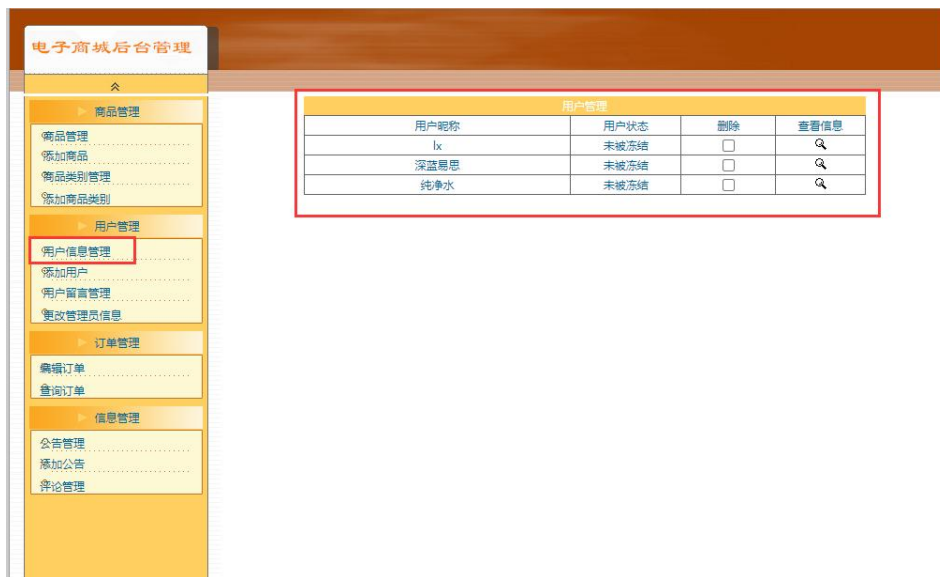 电子商城后台管理
商品管理
商品管理
添加商品
商品类别管理
添加商品类别
用户管理
用户信息管理
添加用户
用户留言管理
更改管理员信息
订单管理
编辑订单
查询订单
信息管理
公告管理
添加公告
评论管理
用户管理
用户昵称 用户状态 删除 查看信息
lx 未被冻结
深蓝易思 未被冻结
纯净水 未被冻结